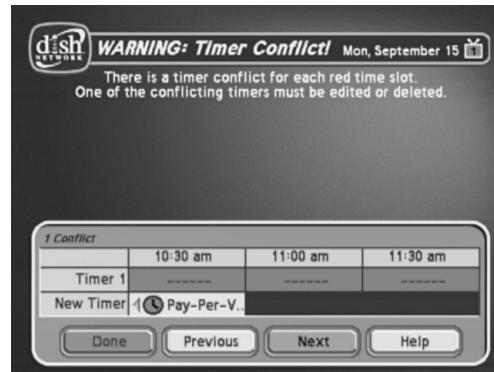 dish
NETWORK
WARNING: Timer Conflict! Mon, September 15 1
There is a timer conflict for each red time slot.
One of the conflicting timers must be edited or deleted.
1 Conflict
10:30 am 11:00 am 11:30 am
Timer 1 ------ ------ ------
New Timer Pay-Per-V..
Done Previous Next Help